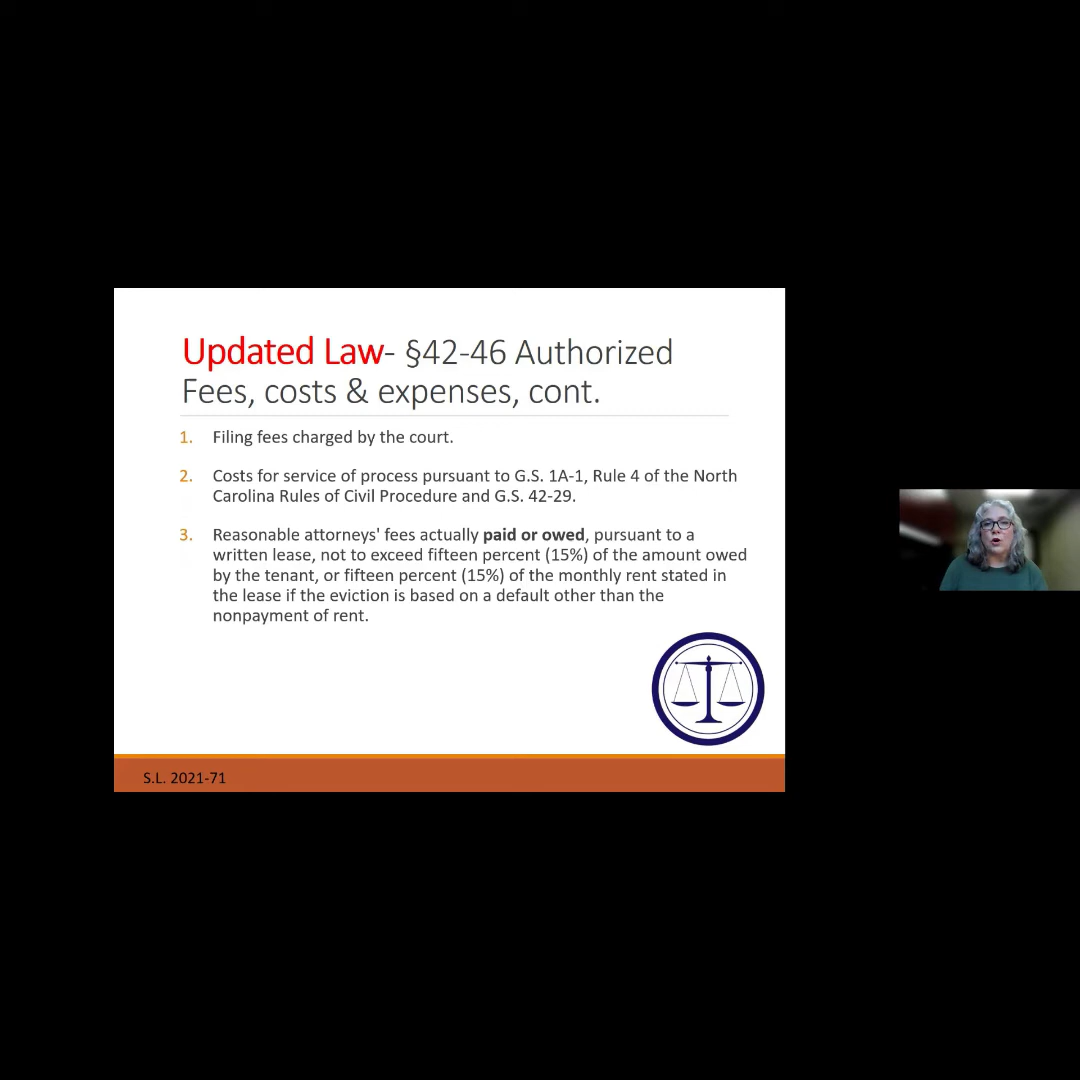 Updated Law- §42-46 Authorized
Fees, costs & expenses, cont.
1. Filing fees charged by the court.
2. Costs for service of process pursuant to G.S. 1A-1, Rule 4 of the North
Carolina Rules of Civil Procedure and G.S. 42-29.
3. Reasonable attorneys' fees actually paid or owed, pursuant to a
written lease, not to exceed fifteen percent (15%) of the amount owed
by the tenant, or fifteen percent (15%) of the monthly rent stated in
the lease if the eviction is based on a default other than the
nonpayment of rent.
S.L. 2021-71